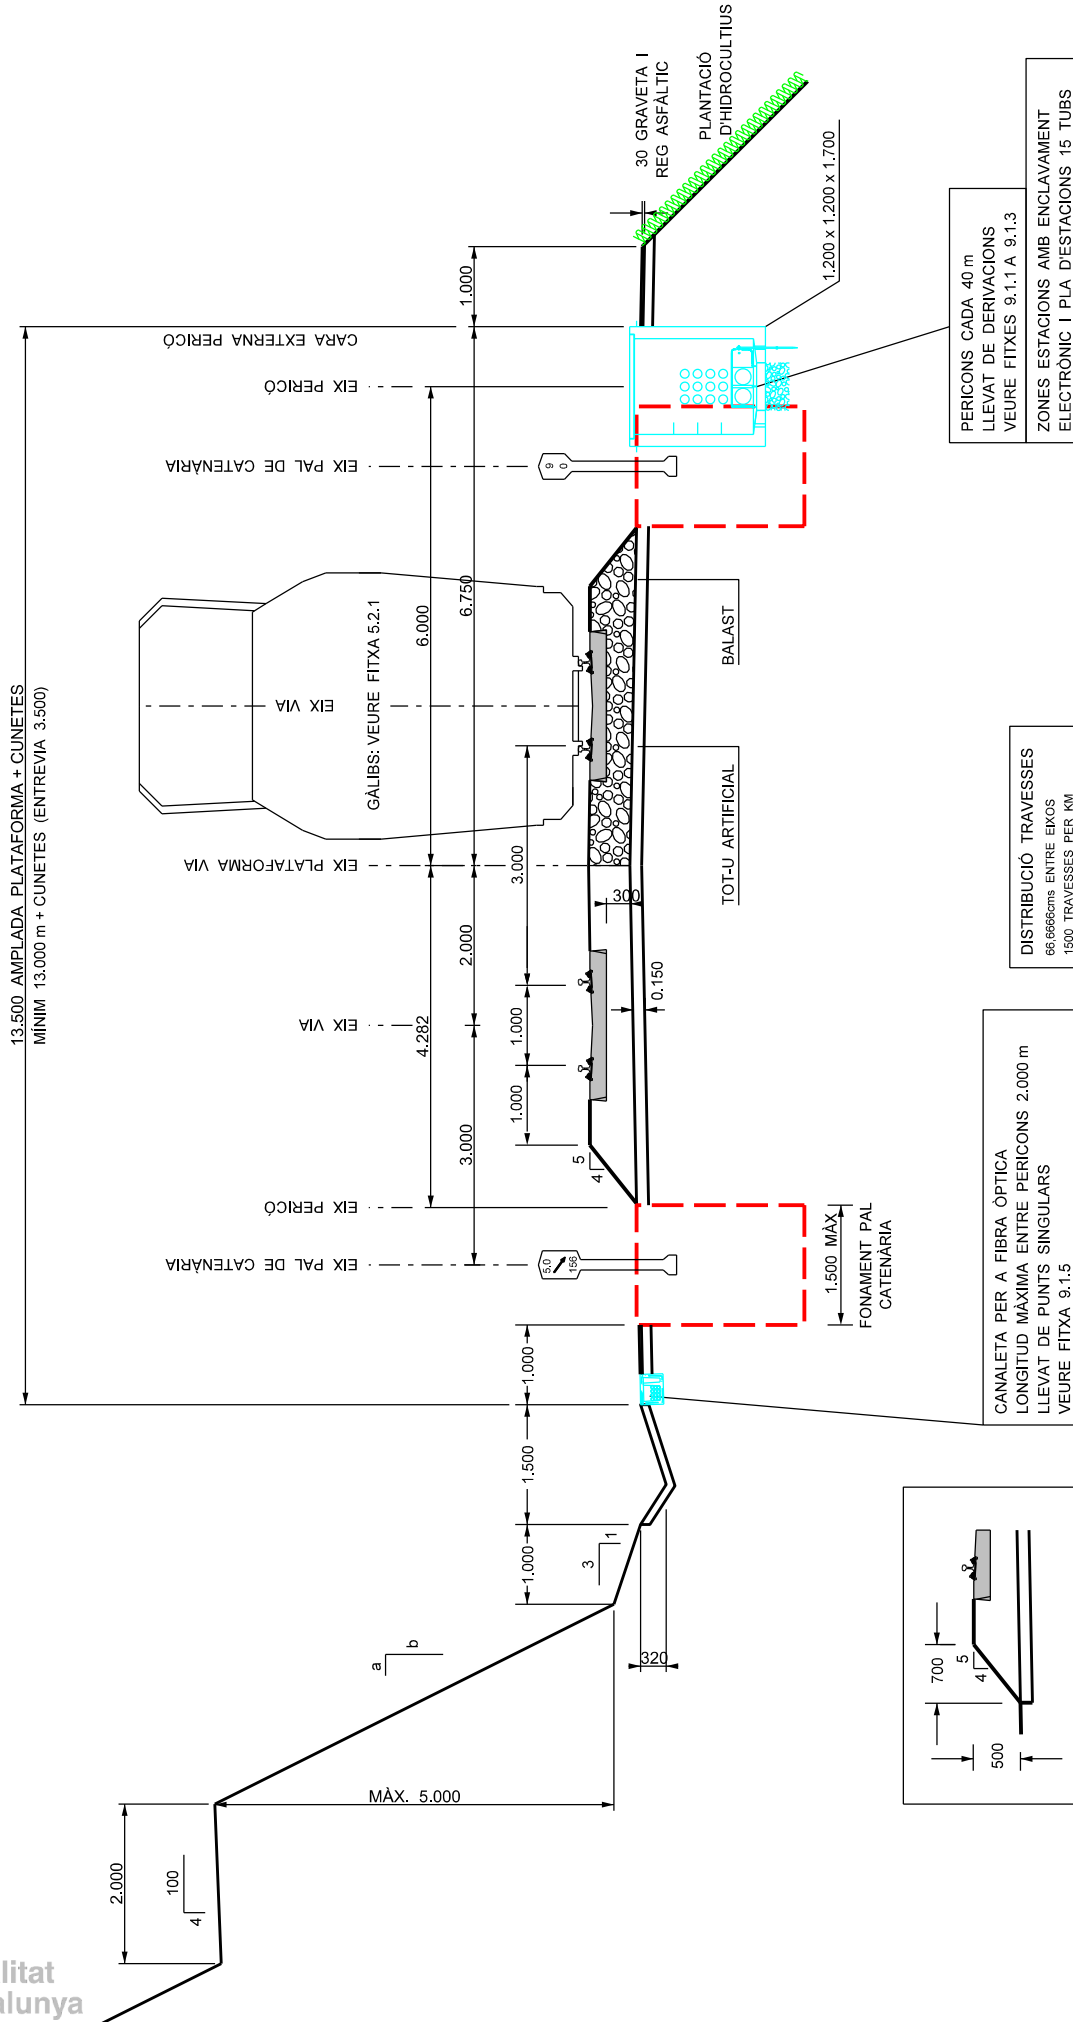 13.500 AMPLADA PLATAFORMA + CUNETES
MÍNIM 13.000 m + CUNETES (ENTREVIA 3.500)
EIX PAL DE CATENÀRIA
EIX PERICÓ
EIX VIA
EIX PLATAFORMA VIA
EIX VIA
EIX PAL DE CATENÀRIA
EIX PERICÓ
CARA EXTERNA PERICÓ
GÀLIBS: VEURE FITXA 5.2.1
4.282
6.000
3.000
2.000
6.750
1.000
1.000
1.500
1.000
1.000
1.000
3.000
2.000
100
4
a
b
MÀX. 5.000
3
1
320
5,0
156
5
4
300
0.150
9
0
30 GRAVETA I
REG ASFÀLTIC
PLANTACIÓ
D'HIDROCULTIUS
1.200 x 1.200 x 1.700
TOT-U ARTIFICIAL
BALAST
1.500 MÀX
FONAMENT PAL
CATENÀRIA
PERICONS CADA 40 m
LLEVAT DE DERIVACIONS
VEURE FITXES 9.1.1 A 9.1.3
ZONES ESTACIONS AMB ENCLAVAMENT
ELECTRÒNIC I PLA D'ESTACIONS 15 TUBS
DISTRIBUCIÓ TRAVESSES
66,6666cms ENTRE EIXOS
1500 TRAVESSES PER KM
CANALETA PER A FIBRA ÒPTICA
LONGITUD MÀXIMA ENTRE PERICONS 2.000 m
LLEVAT DE PUNTS SINGULARS
VEURE FITXA 9.1.5
700
5
4
500
litat
alunya